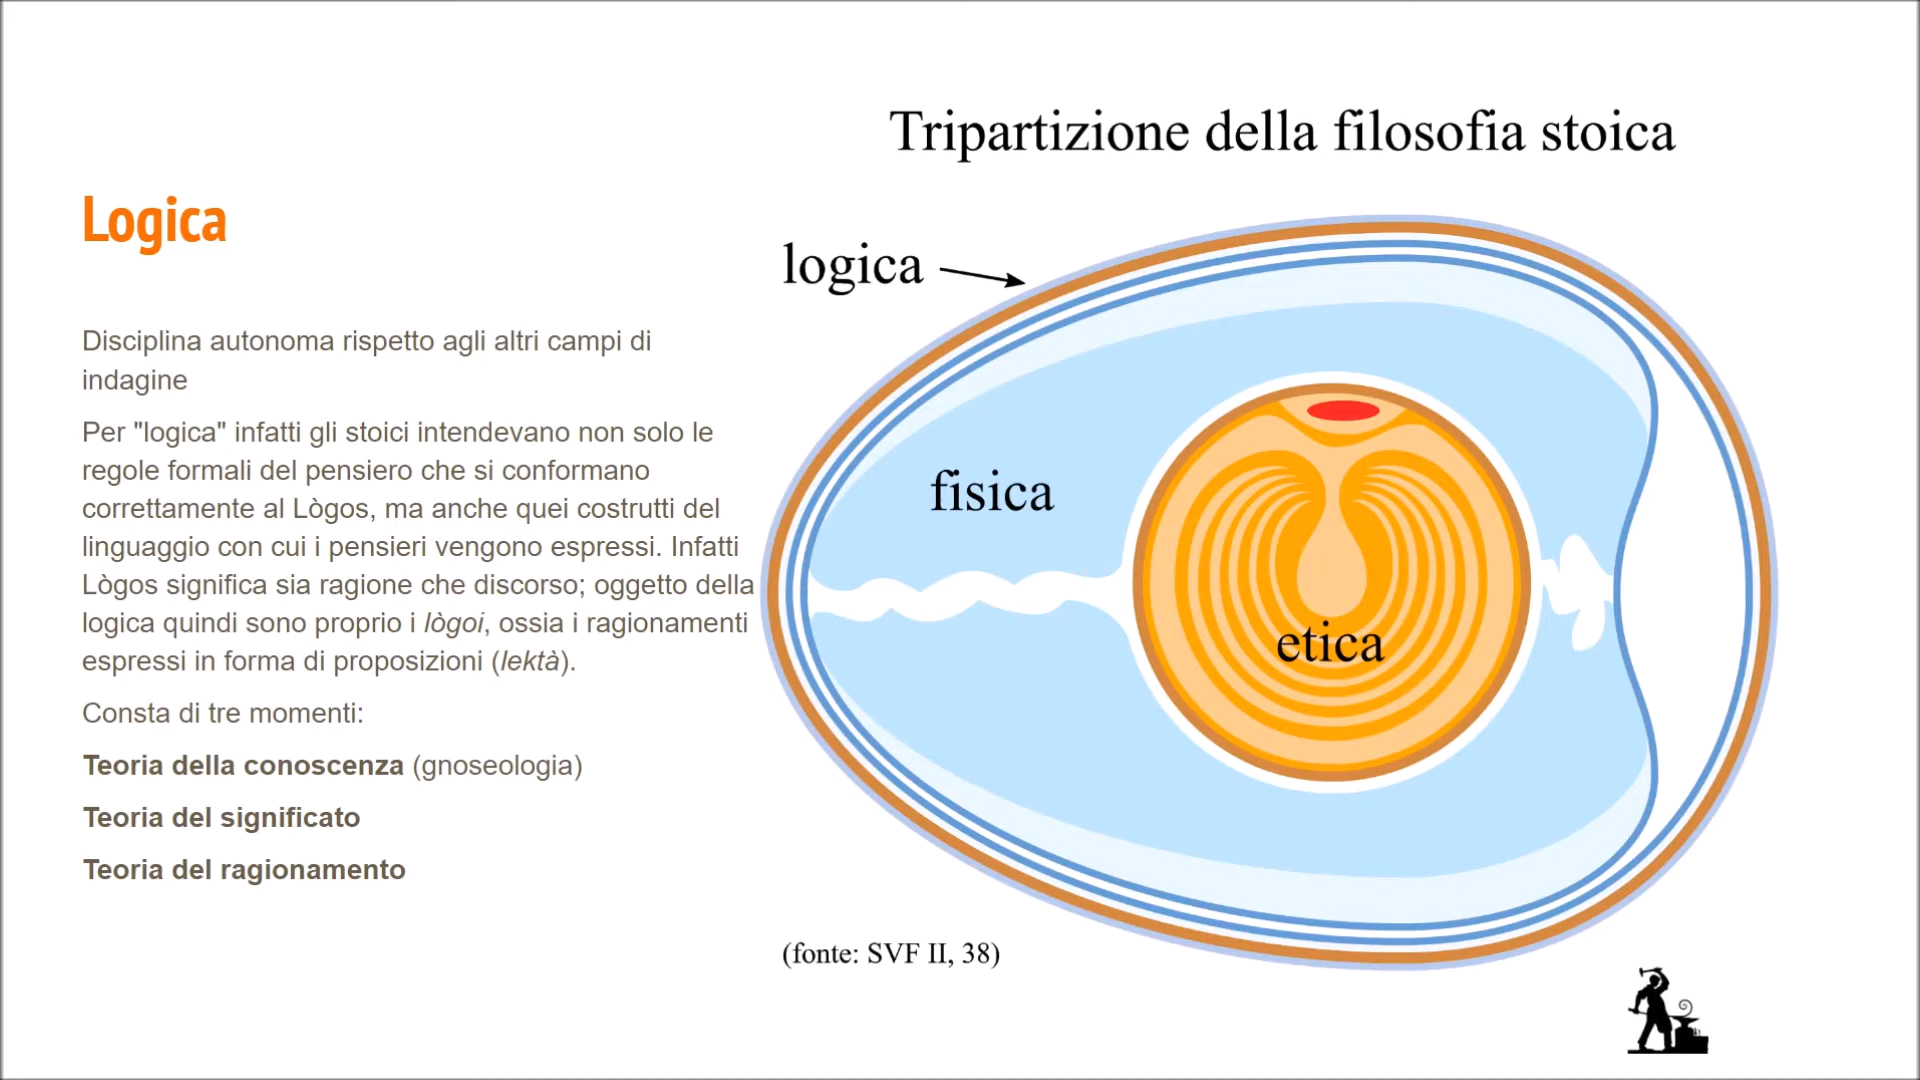 Tripartizione della filosofia stoica
Logica
Disciplina autonoma rispetto agli altri campi di
indagine
Per "logica" infatti gli stoici intendevano non solo le
regole formali del pensiero che si conformano
correttamente al Lògos, ma anche quei costrutti del
linguaggio con cui i pensieri vengono espressi. Infatti
Lògos significa sia ragione che discorso; oggetto della
logica quindi sono proprio i lògoi, ossia i ragionamenti
espressi in forma di proposizioni (lektà).
Consta di tre momenti:
Teoria della conoscenza (gnoseologia)
Teoria del significato
Teoria del ragionamento
logica
fisica
etica
(fonte: SVF II, 38)